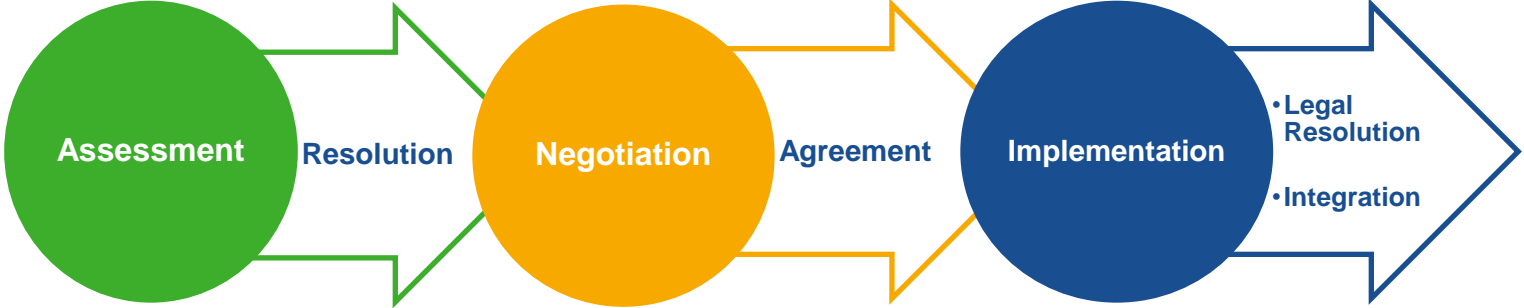 Assessment
Resolution
Negotiation
Agreement
Implementation
•Legal
Resolution
•Integration